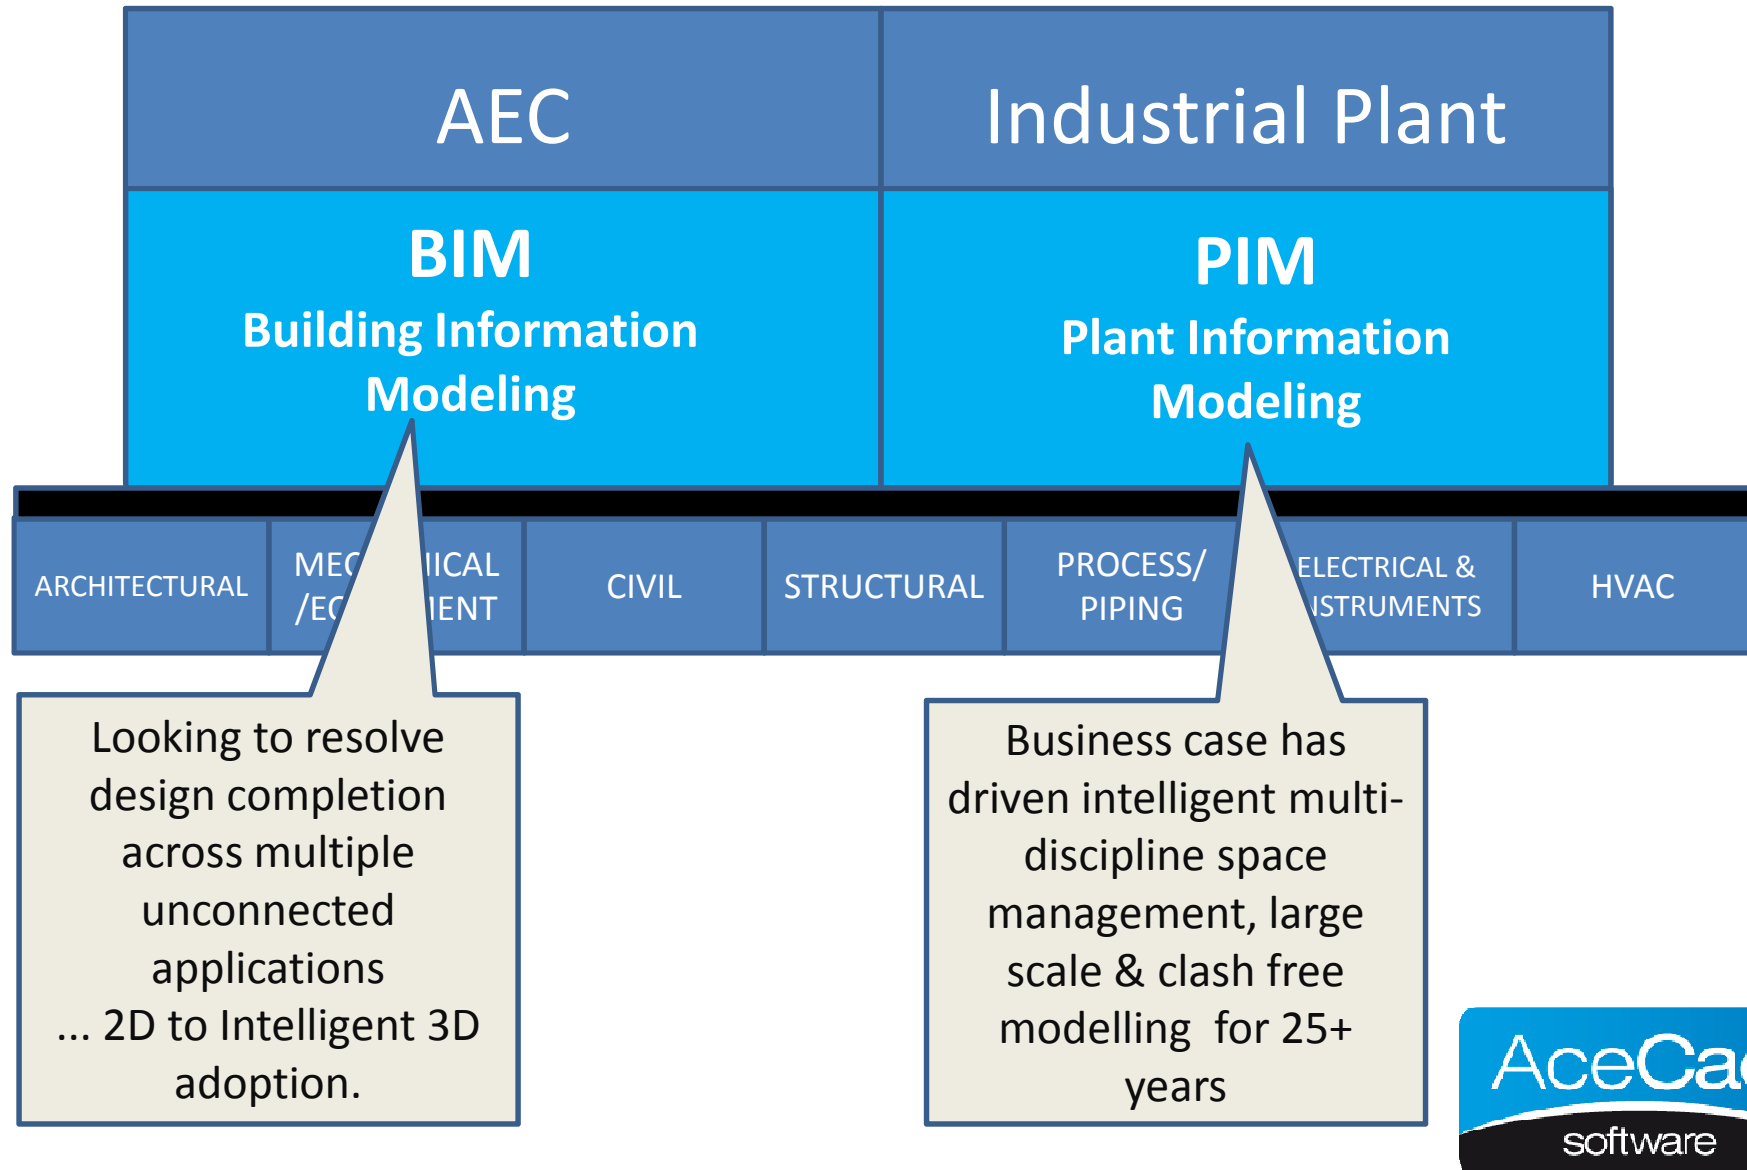 AEC
Industrial Plant
BIM
Building Information
Modeling
PIM
Plant Information
Modeling
ARCHITECTURAL
CIVIL
STRUCTURAL
PROCESS/
PIPING
ELECTRICAL &
HVAC
Looking to resolve
design completion
across multiple
unconnected
applications
... 2D to Intelligent 3D
adoption.
Business case has
driven intelligent multi-
discipline space
management, large
scale & clash free
modelling for 25+
years
software